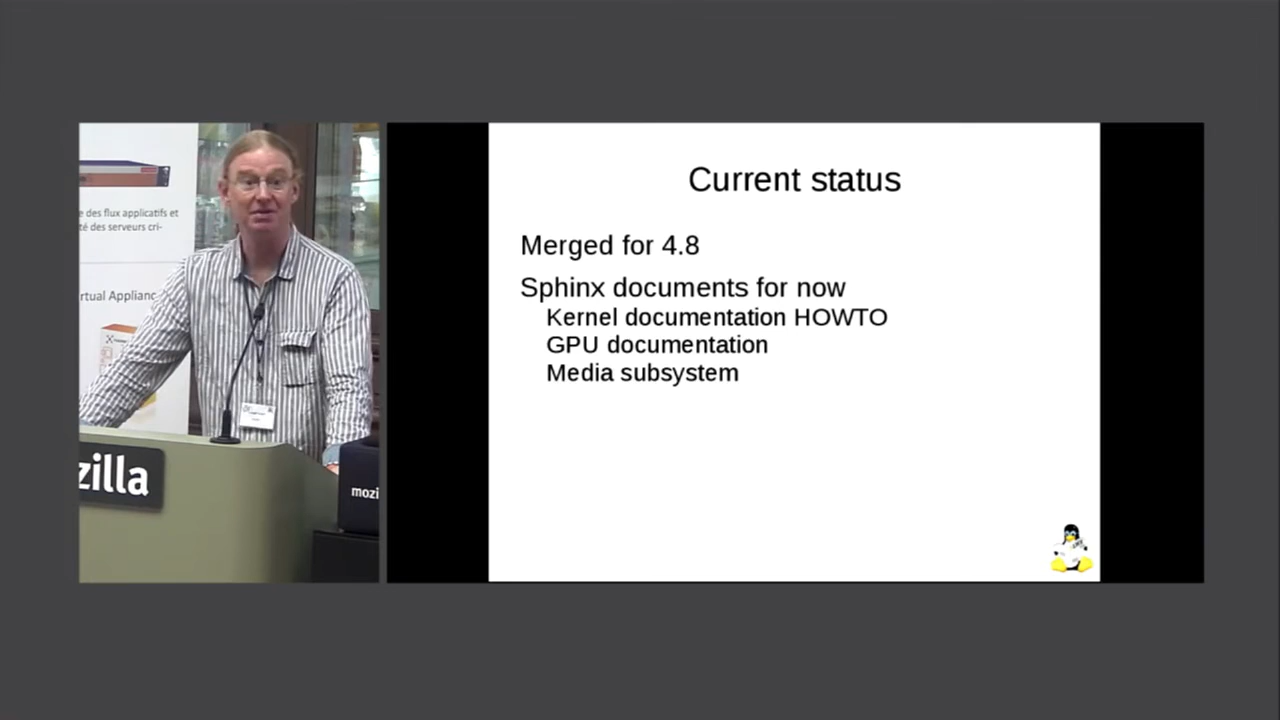 e des flux applicatifs et
té des serveurs cri-
rtual Applianc
zilla
mozi
Current status
Merged for 4.8
Sphinx documents for now
Kernel documentation HOWTO
GPU documentation
Media subsystem